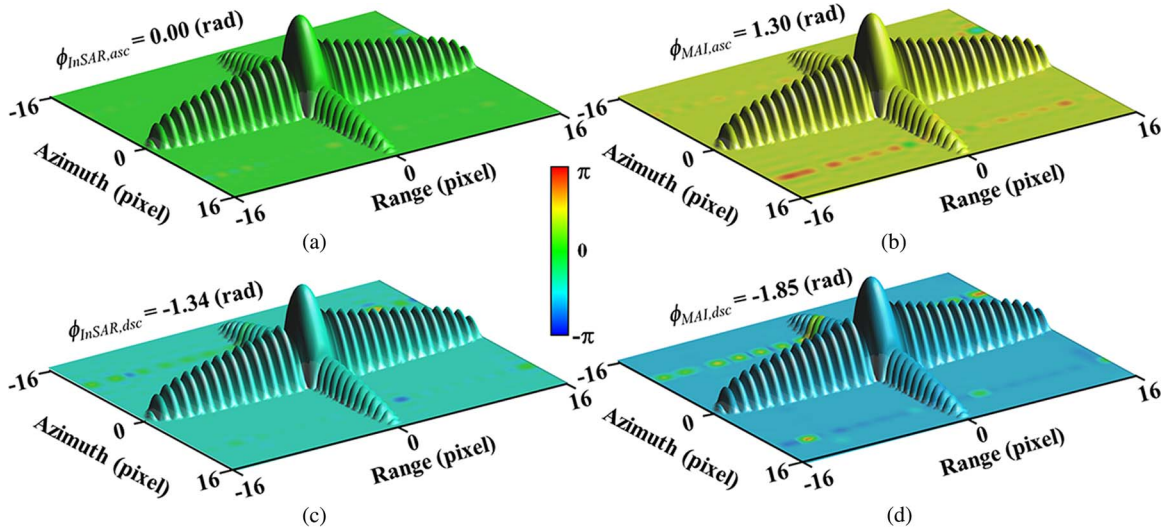 ϕInSAR,asc = 0.00 (rad)
-16
Azimuth (pixel)
0
16
-16
Range (pixel)
0
16
(a)
ϕMAI,asc = 1.30 (rad)
-16
Azimuth (pixel)
0
16
-16
Range (pixel)
0
16
(b)
π
0
-π
ϕInSAR,dsc = -1.34 (rad)
-16
Azimuth (pixel)
0
16
-16
Range (pixel)
0
16
(c)
ϕMAI,dsc = -1.85 (rad)
-16
Azimuth (pixel)
0
16
-16
Range (pixel)
0
16
(d)